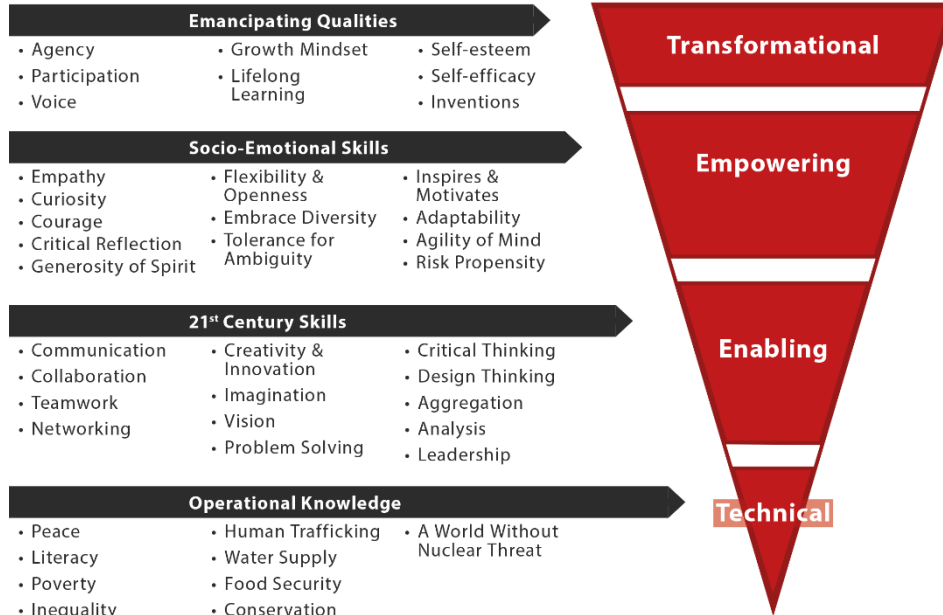 Emancipating Qualities
• Agency
• Participation
• Voice
• Growth Mindset
• Lifelong
Learning
• Self-esteem
• Self-efficacy
• Inventions
Transformational
Socio-Emotional Skills
• Empathy
• Curiosity
• Courage
• Critical Reflection
• Generosity of Spirit
• Flexibility &
Openness
• Embrace Diversity
• Tolerance for
Ambiguity
• Inspires &
Motivates
• Adaptability
• Agility of Mind
• Risk Propensity
Empowering
21st Century Skills
• Communication
• Collaboration
• Teamwork
• Networking
• Creativity &
Innovation
• Imagination
• Vision
• Problem Solving
• Critical Thinking
• Design Thinking
• Aggregation
• Analysis
• Leadership
Enabling
Operational Knowledge
• Peace
• Literacy
• Poverty
• Inequality
• Human Trafficking
• Water Supply
• Food Security
• Conservation
• A World Without
Nuclear Threat
Technical